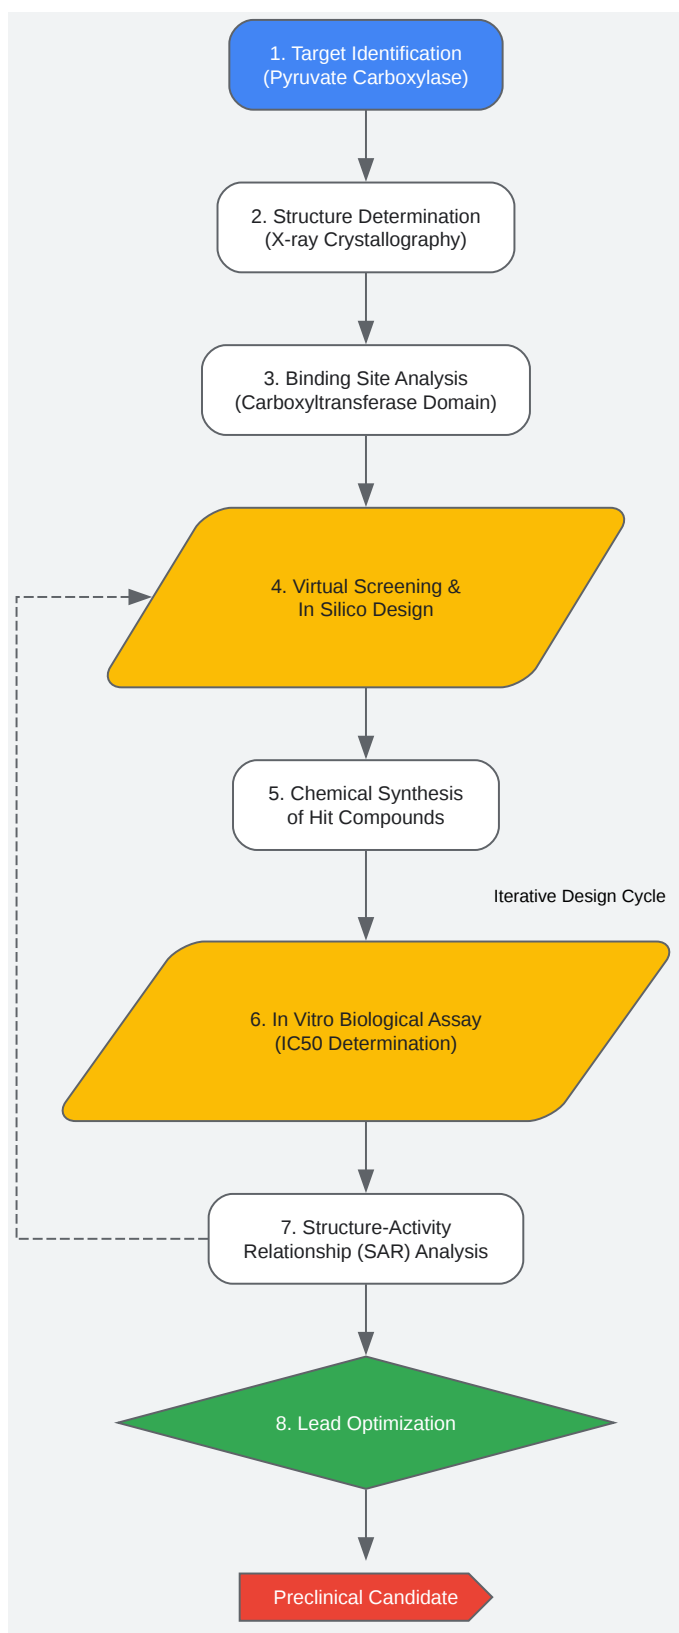 1. Target Identification
(Pyruvate Carboxylase)
2. Structure Determination
(X-ray Crystallography)
3. Binding Site Analysis
(Carboxyltransferase Domain)
4. Virtual Screening &
In Silico Design
5. Chemical Synthesis
of Hit Compounds
Iterative Design Cycle
6. In Vitro Biological Assay
(IC50 Determination)
7. Structure-Activity
Relationship (SAR) Analysis
8. Lead Optimization
Preclinical Candidate